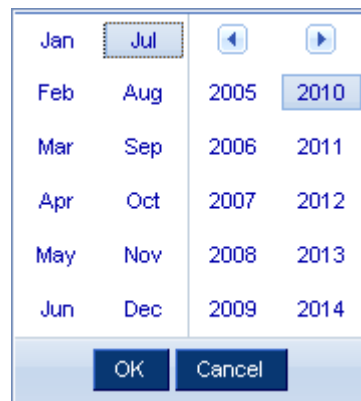 Jan Jul
Feb Aug 2005 2010
Mar Sep 2006 2011
Apr Oct 2007 2012
May Nov 2008 2013
Jun Dec 2009 2014
OK Cancel